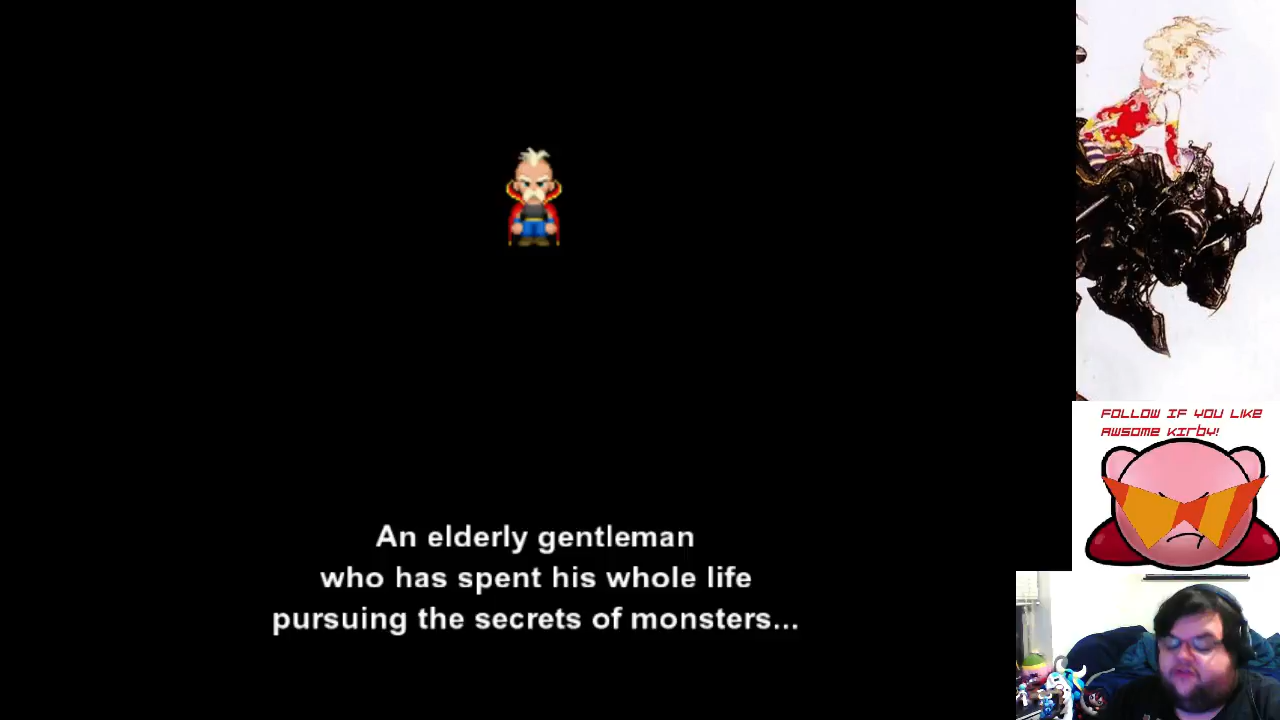 FOLLOW IF YOU LIKE
AWSOME KIRBY!
An elderly gentleman
who has spent his whole life
pursuing the secrets of monsters...